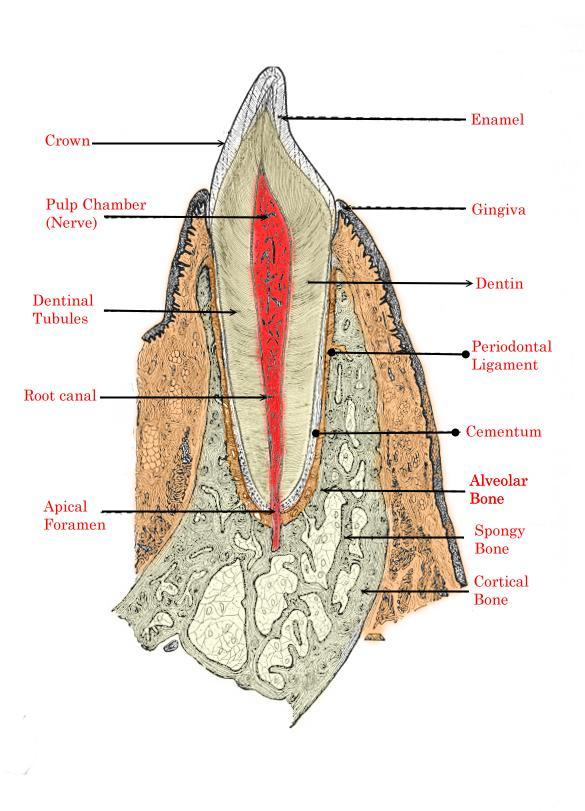 Enamel
Crown
Pulp Chamber
(Nerve)
Gingiva
Dentin
Dentinal
Tubules
Periodontal
Ligament
Root canal
Cementum
Alveolar
Bone
Apical
Foramen
Spongy
Bone
Cortical
Bone